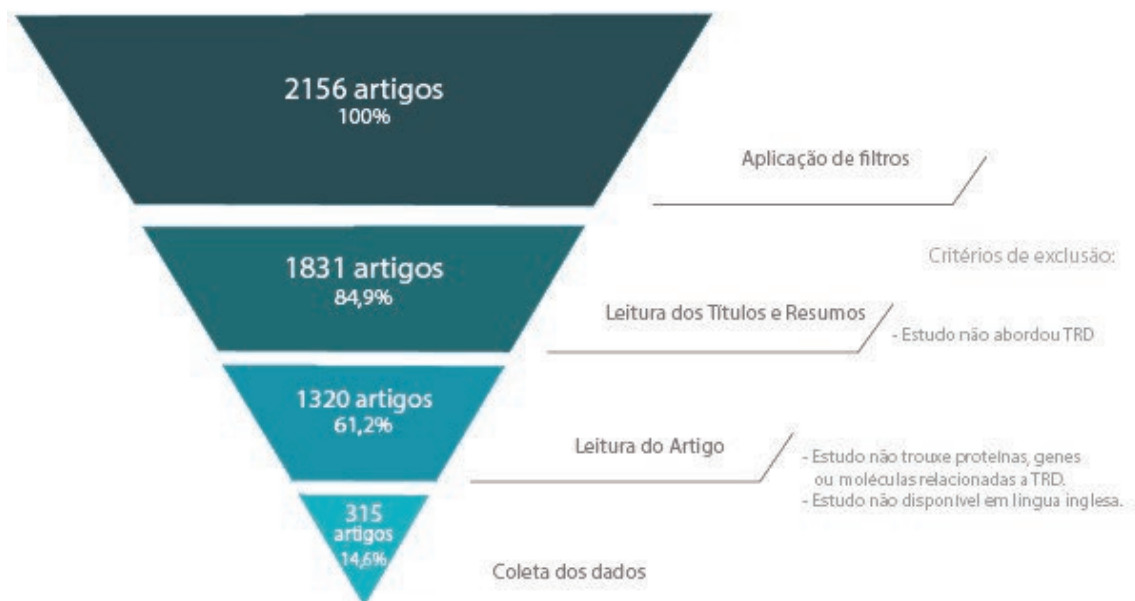 2156 artigos
100%
Aplicação de filtros
1831 artigos
84,9%
Critérios de exclusão:
Leitura dos Títulos e Resumos
- Estudo não abordou TRD
1320 artigos
61,2%
Leitura do Artigo
- Estudo não trouxe proteínas, genes
ou moléculas relacionadas a TRD.
- Estudo não disponível em língua inglesa.
315
artigos
14,6%
Coleta dos dados